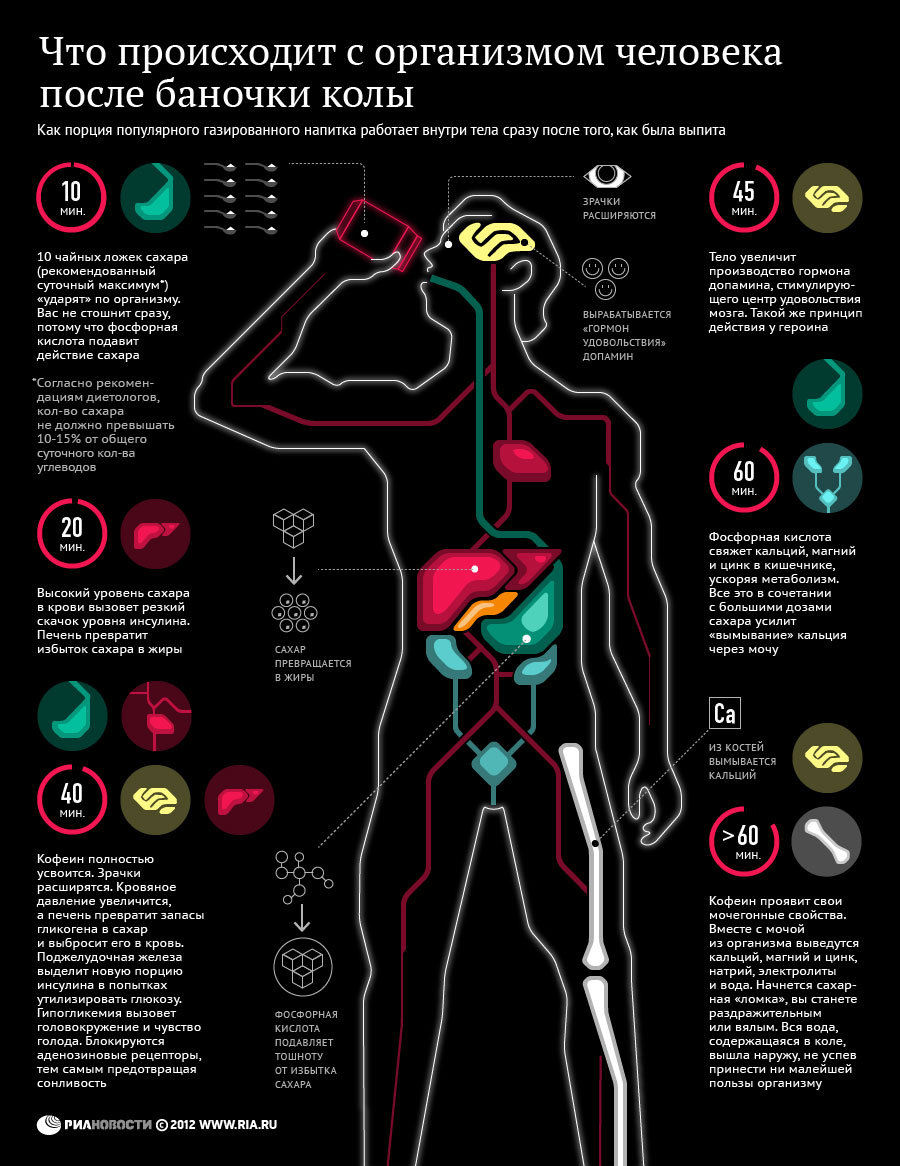 Что происходит с организмом человека
после баночки колы
Как порция популярного газированного напитка работает внутри тела сразу после того, как была выпита
10
МИН.
10 чайных ложек сахара
(рекомендованный
суточный максимум*)
«ударят» по организму.
Вас не стошнит сразу,
потому что фосфорная
кислота подавит
действие сахара
*Согласно рекомен-
дациям диетологов,
кол-во сахара
не должно превышать
10-15% от общего
суточного кол-ва
углеводов
20
МИН.
Высокий уровень сахара
в крови вызовет резкий
скачок уровня инсулина.
Печень превратит
избыток сахара в жиры
40
МИН.
Кофеин полностью
усвоится. Зрачки
расширятся. Кровяное
давление увеличится,
а печень превратит запасы
гликогена в сахар
и выбросит его в кровь.
Поджелудочная железа
выделит новую порцию
инсулина в попытках
утилизировать глюкозу.
Гипогликемия вызовет
головокружение и чувство
голода. Блокируются
аденозиновые рецепторы,
тем самым предотвращая
сонливость
САХАР
ПРЕВРАЩАЕТСЯ
В ЖИРЫ
ФОСФОРНАЯ
КИСЛОТА
ПОДАВЛЯЕТ
ТОШНОТУ
ОТ ИЗБЫТКА
САХАРА
ЗРАЧКИ
РАСШИРЯЮТСЯ
ВЫРАБАТЫВАЕТСЯ
«ГОРМОН
УДОВОЛЬСТВИЯ»
ДОПАМИН
45
МИН.
Тело увеличит
производство гормона
допамина, стимулирую-
щего центр удовольствия
мозга. Такой же принцип
действия у героина
60
МИН.
Фосфорная кислота
свяжет кальций, магний
и цинк в кишечнике,
ускоряя метаболизм.
Все это в сочетании
с большими дозами
сахара усилит
«вымывание» кальция
через мочу
Ca
ИЗ КОСТЕЙ
ВЫМЫВАЕТСЯ
КАЛЬЦИЙ
>60
МИН.
Кофеин проявит свои
мочегонные свойства.
Вместе с мочой
из организма выведутся
кальций, магний и цинк,
натрий, электролиты
и вода. Начнется сахар-
ная «ломка», вы станете
раздражительным
или вялым. Вся вода,
содержащаяся в коле,
вышла наружу, не успев
принести ни малейшей
пользы организму
РИАНОВОСТИ © 2012 WWW.RIA.RU